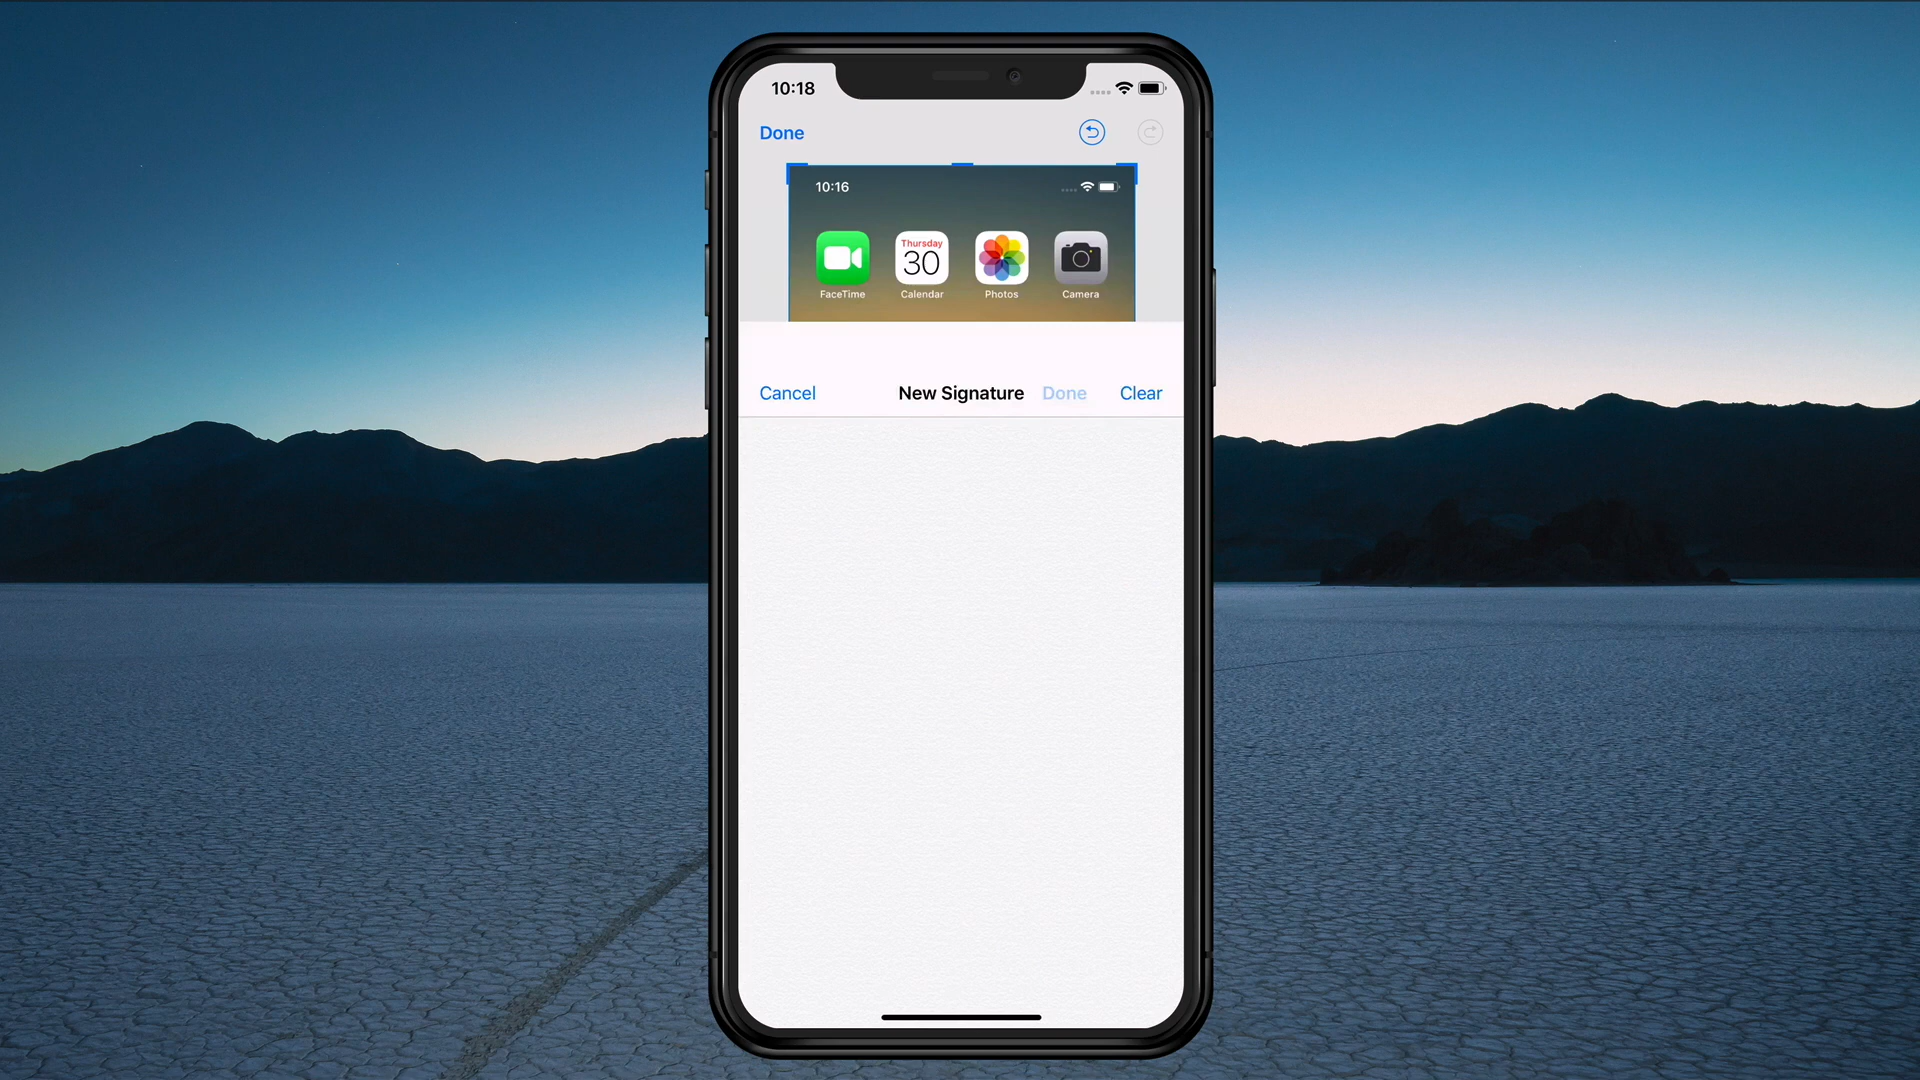 10:18
Done
10:16
Thursday
30
FaceTime Calendar Photos Camera
Cancel New Signature Done Clear